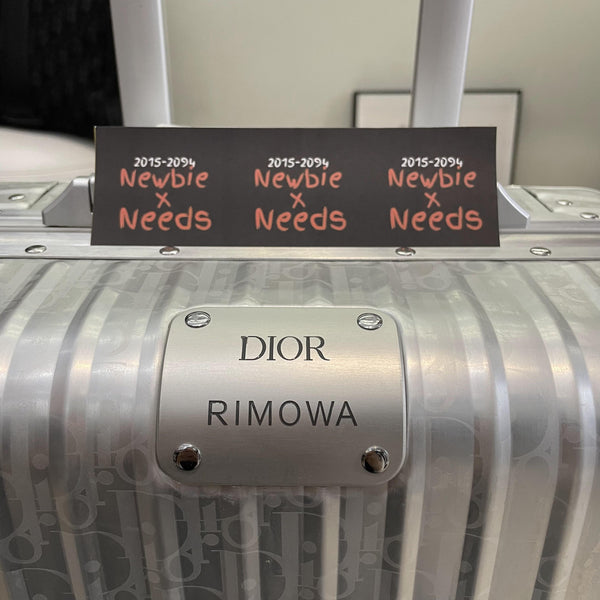 2015-2094 2015-2094 2015-2094
Newbie Newbie Newbie
x x x
Needs Needs Needs
DIOR
RIMOWA